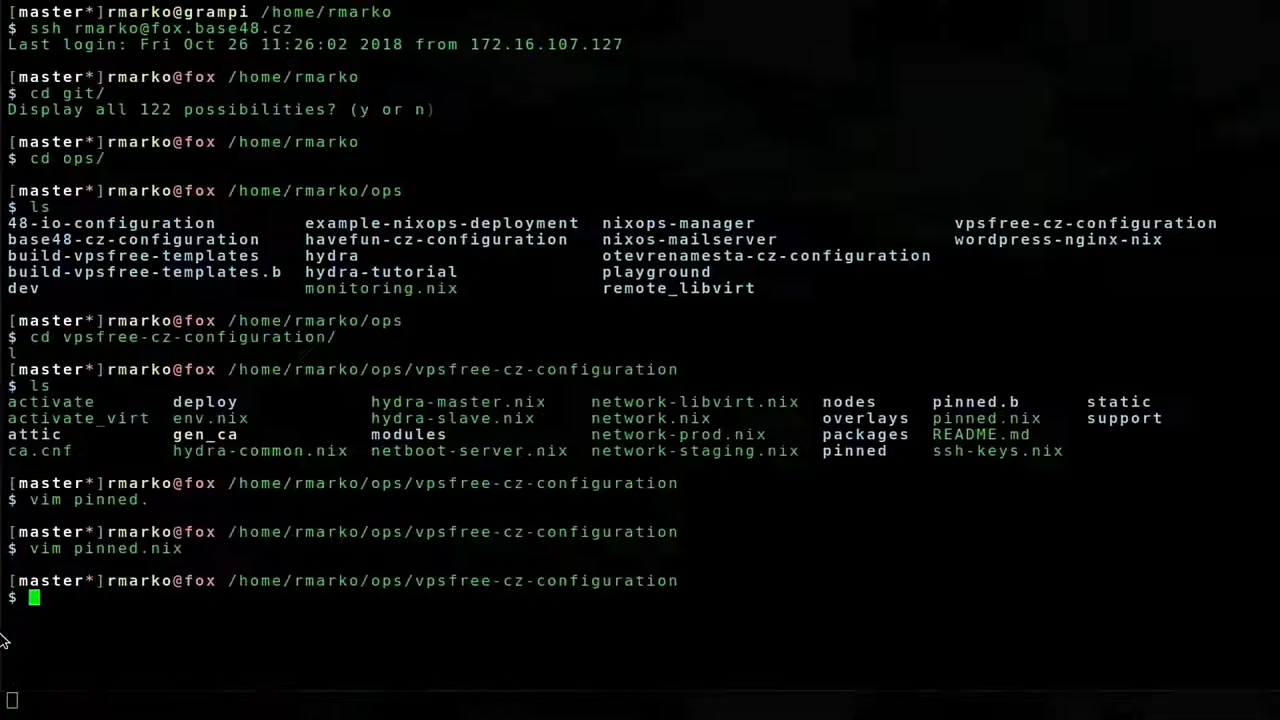 [master*]rmarko@grampi /home/rmarko
$ ssh rmarko@fox.base48.cz
Last login: Fri Oct 26 11:26:02 2018 from 172.16.107.127
[master*]rmarko@fox /home/rmarko
$ cd git/
Display all 122 possibilities? (y or n)
[master*]rmarko@fox /home/rmarko
$ cd ops/
[master*]rmarko@fox /home/rmarko/ops
$ ls
48-io-configuration example-nixops-deployment nixops-manager vpsfree-cz-configuration
base48-cz-configuration havefun-cz-configuration nixos-mailserver wordpress-nginx-nix
build-vpsfree-templates hydra otevrenamesta-cz-configuration
build-vpsfree-templates.b hydra-tutorial playground
dev monitoring.nix remote_libvirt
[master*]rmarko@fox /home/rmarko/ops
$ cd vpsfree-cz-configuration/
l
[master*]rmarko@fox /home/rmarko/ops/vpsfree-cz-configuration
$ ls
activate deploy hydra-master.nix network-libvirt.nix nodes pinned.b static
activate_virt env.nix hydra-slave.nix network.nix overlays pinned.nix support
attic gen_ca modules network-prod.nix packages README.md
ca.cnf hydra-common.nix netboot-server.nix network-staging.nix pinned ssh-keys.nix
[master*]rmarko@fox /home/rmarko/ops/vpsfree-cz-configuration
$ vim pinned.
[master*]rmarko@fox /home/rmarko/ops/vpsfree-cz-configuration
$ vim pinned.nix
[master*]rmarko@fox /home/rmarko/ops/vpsfree-cz-configuration
$